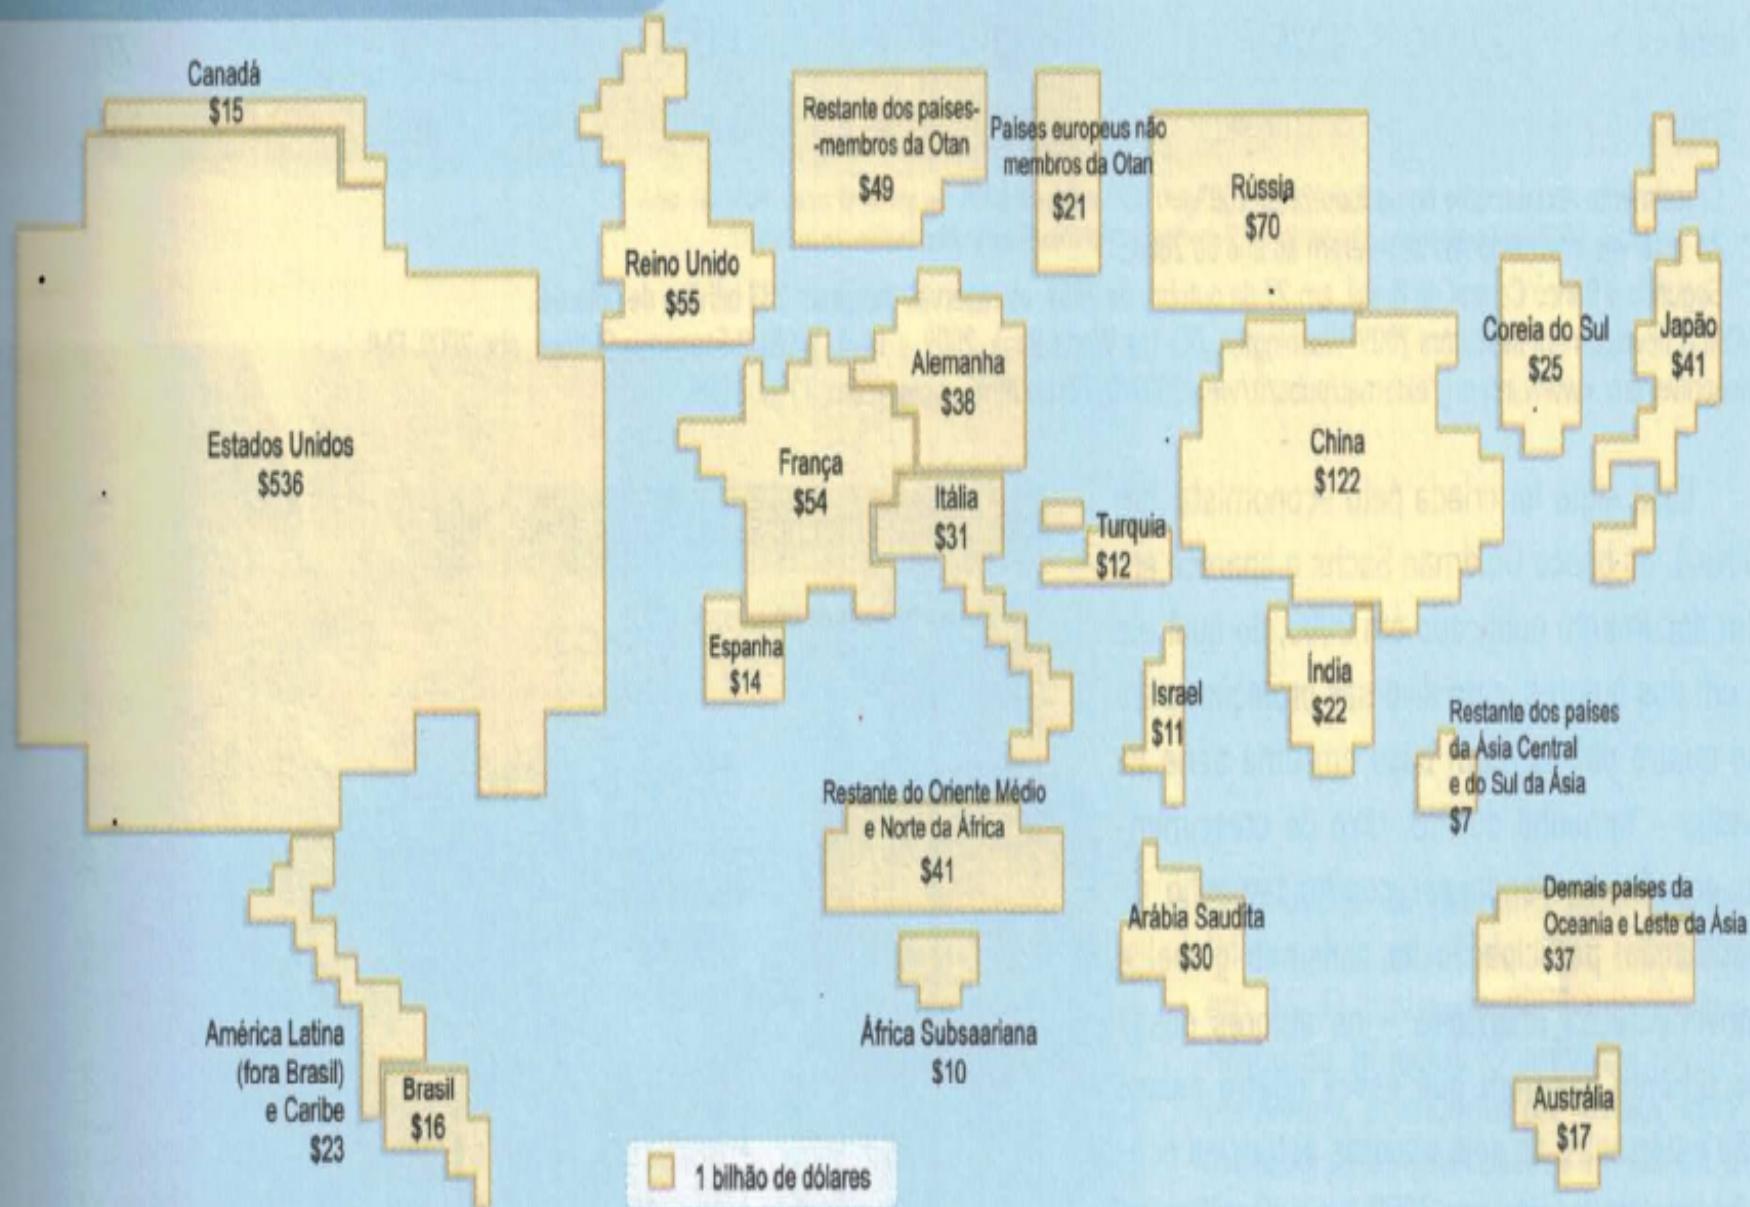 Canadá
$15
Estados Unidos
$536
América Latina
(fora Brasil)
e Caribe
$23
Brasil
$16
Reino Unido
$55
Restante dos países-
-membros da Otan
$49
Países europeus não
membros da Otan
$21
Rússia
$70
Alemanha
$38
França
$54
Itália
$31
Espanha
$14
Turquia
$12
China
$122
Coreia do Sul
$25
Japão
$41
Israel
$11
Índia
$22
Restante dos países
da Ásia Central
e do Sul da Ásia
$7
Restante do Oriente Médio
e Norte da África
$41
África Subsaariana
$10
Arábia Saudita
$30
Demais países da
Oceania e Leste da Ásia
$37
Austrália
$17
1 bilhão de dólares